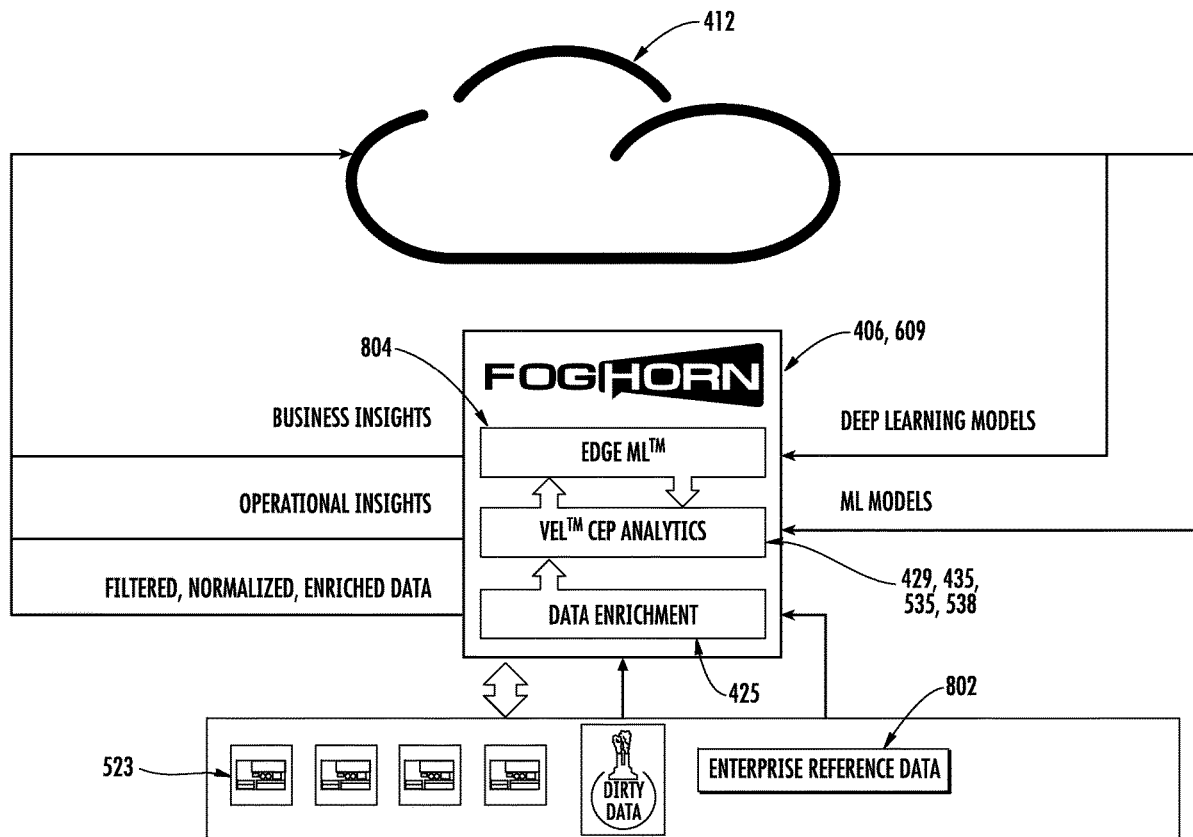 412
406, 609
804
FOGHORN
BUSINESS INSIGHTS
DEEP LEARNING MODELS
EDGE ML™
OPERATIONAL INSIGHTS
ML MODELS
VEL™ CEP ANALYTICS
429, 435,
535, 538
FILTERED, NORMALIZED, ENRICHED DATA
DATA ENRICHMENT
425
802
523
DIRTY
DATA
ENTERPRISE REFERENCE DATA